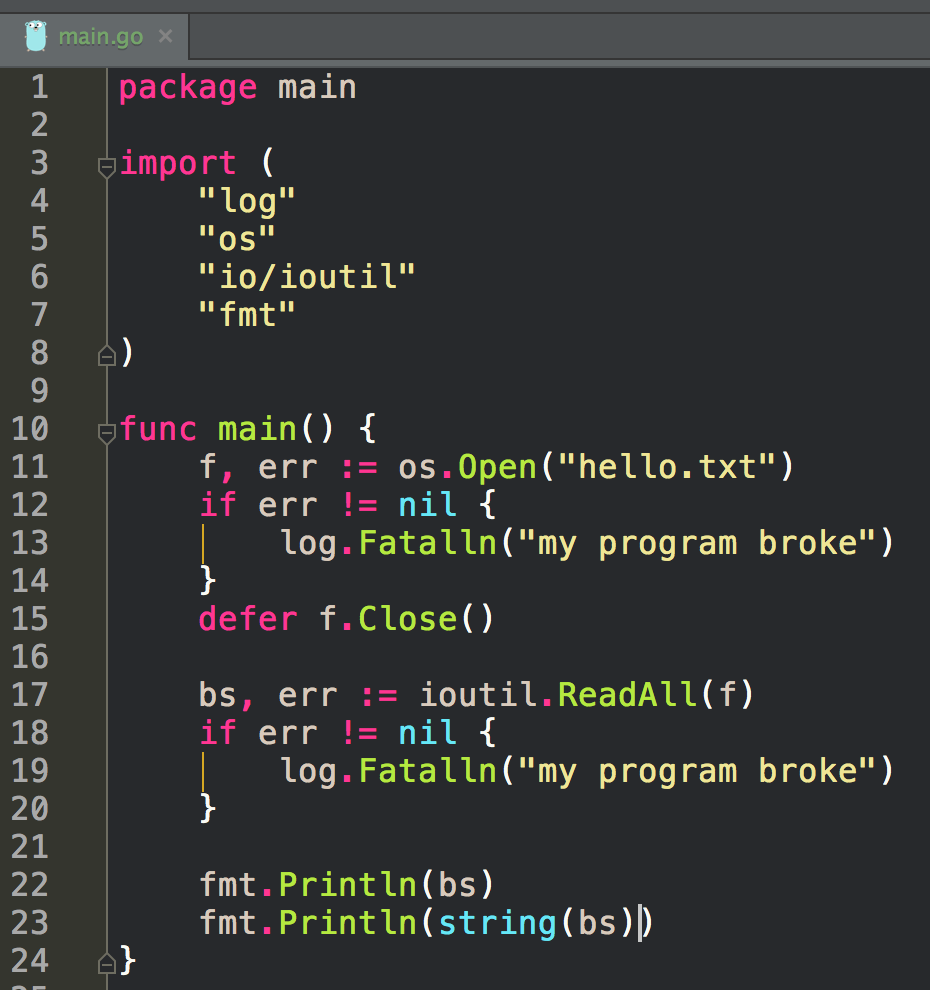 main.go ×
1 package main
2
3 import (
4     "log"
5     "os"
6     "io/ioutil"
7     "fmt"
8 )
9
10 func main() {
11     f, err := os.Open("hello.txt")
12     if err != nil {
13         log.Fatalln("my program broke")
14     }
15     defer f.Close()
16
17     bs, err := ioutil.ReadAll(f)
18     if err != nil {
19         log.Fatalln("my program broke")
20     }
21
22     fmt.Println(bs)
23     fmt.Println(string(bs))
24 }
25